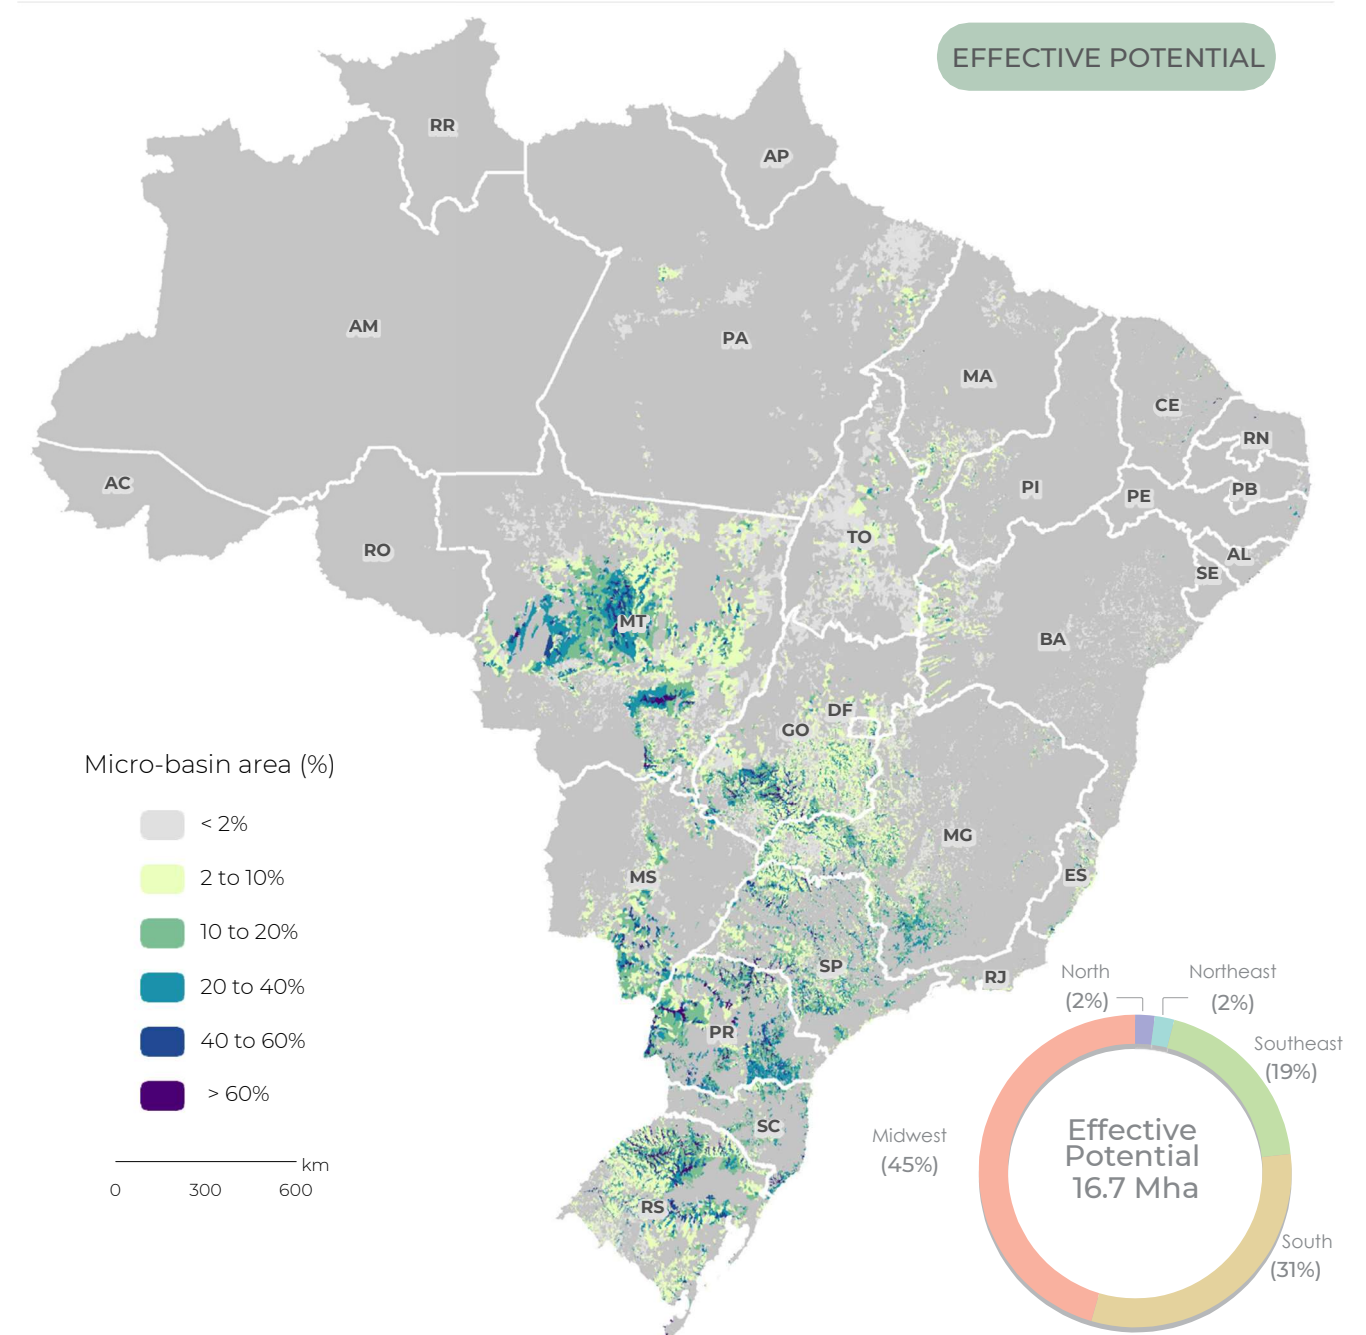 EFFECTIVE POTENTIAL
RR
AP
AM
PA
MA
CE
RN
AC
PI
PE
PB
RO
TO
AL
SE
MT
BA
DF
GO
Micro-basin area (%)
< 2%
2 to 10%
10 to 20%
20 to 40%
40 to 60%
> 60%
km
0 300 600
MG
MS
ES
SP
RJ
PR
SC
RS
North
(2%)
Northeast
(2%)
Southeast
(19%)
Midwest
(45%)
Effective
Potential
16.7 Mha
South
(31%)